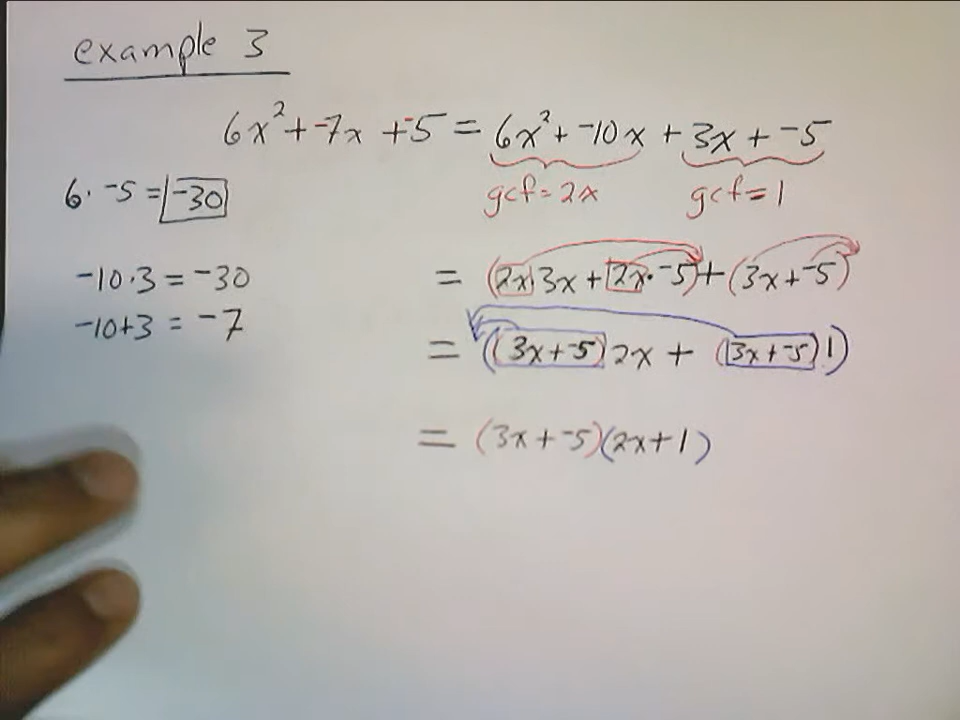 example 3
6x² + -7x + -5 = 6x² + -10x + 3x + -5
gcf = 2x gcf = 1
6 · -5 = -30
-10 · 3 = -30
= (2x)3x + 2x · -5) + (3x + -5)
-10 + 3 = -7
= ((3x + -5) 2x + (3x + -5) 1)
= (3x + -5)(2x + 1)